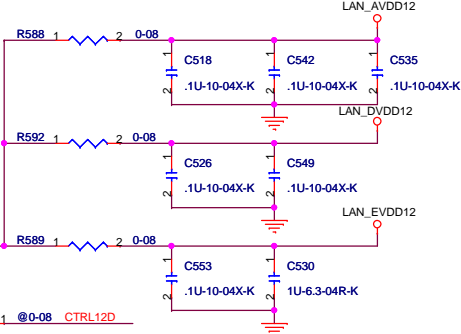 LAN_AVDD12
R588 1 2 0-08
1 C518 1 C542 1 C535
2 .1U-10-04X-K 2 .1U-10-04X-K 2 .1U-10-04X-K
LAN_DVDD12
R592 1 2 0-08
1 C526 1 C549
2 .1U-10-04X-K 2 .1U-10-04X-K
LAN_EVDD12
R589 1 2 0-08
1 C553 1 C530
2 .1U-10-04X-K 2 1U-6.3-04R-K
1 @0-08 CTRL12D